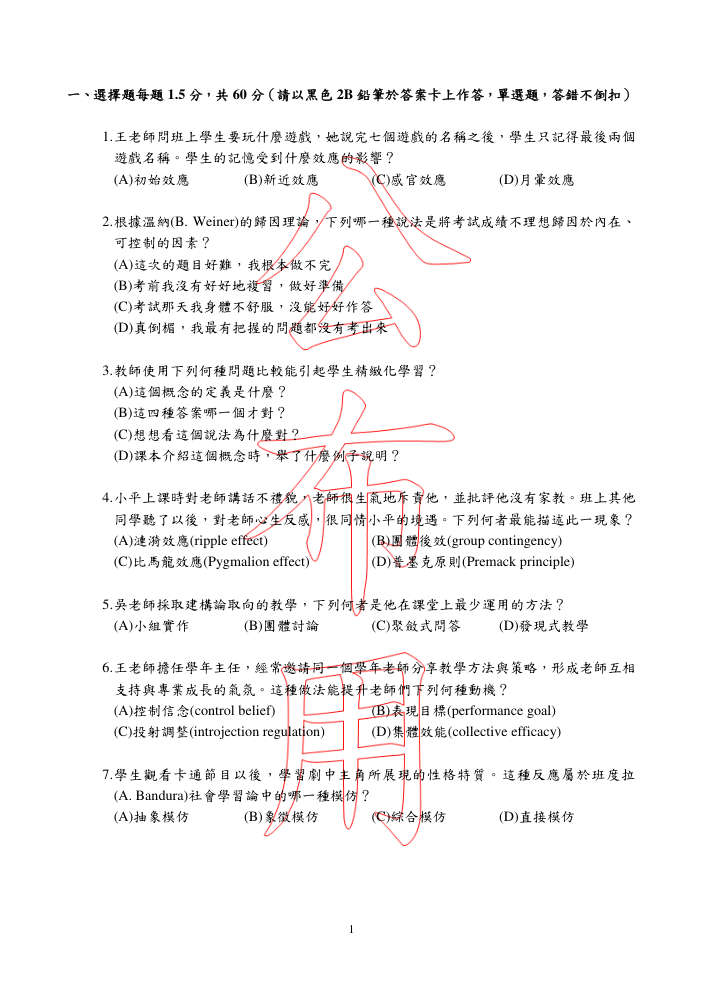 一、選擇題每題 1.5 分，共 60 分（請以黑色 2B 鉛筆於答案卡上作答，單選題，答錯不倒扣）
1.王老師問班上學生要玩什麼遊戲，她說完七個遊戲的名稱之後，學生只記得最後兩個
遊戲名稱。學生的記憶受到什麼效應的影響？
(A)初始效應 (B)新近效應 (C)感官效應 (D)月暈效應
2.根據溫納(B. Weiner)的歸因理論，下列哪一種說法是將考試成績不理想歸因於內在、
可控制的因素？
(A)這次的題目好難，我根本做不完
(B)考前我沒有好好地複習，做好準備
(C)考試那天我身體不舒服，沒能好好作答
(D)真倒楣，我最有把握的問題都沒有考出來
3.教師使用下列何種問題比較能引起學生精緻化學習？
(A)這個概念的定義是什麼？
(B)這四種答案哪一個才對？
(C)想想看這個說法為什麼對？
(D)課本介紹這個概念時，舉了什麼例子說明？
4.小平上課時對老師講話不禮貌，老師很生氣地斥責他，並批評他沒有家教。班上其他
同學聽了以後，對老師心生反感，很同情小平的境遇。下列何者最能描述此一現象？
(A)漣漪效應(ripple effect) (B)團體後效(group contingency)
(C)比馬龍效應(Pygmalion effect) (D)普墨克原則(Premack principle)
5.吳老師採取建構論取向的教學，下列何者是他在課堂上最少運用的方法？
(A)小組實作 (B)團體討論 (C)聚斂式問答 (D)發現式教學
6.王老師擔任學年主任，經常邀請同一個學年老師分享教學方法與策略，形成老師互相
支持與專業成長的氣氛。這種做法能提升老師們下列何種動機？
(A)控制信念(control belief) (B)表現目標(performance goal)
(C)投射調整(introjection regulation) (D)集體效能(collective efficacy)
7.學生觀看卡通節目以後，學習劇中主角所展現的性格特質。這種反應屬於班度拉
(A. Bandura)社會學習論中的哪一種模仿？
(A)抽象模仿 (B)象徵模仿 (C)綜合模仿 (D)直接模仿
公布用
1